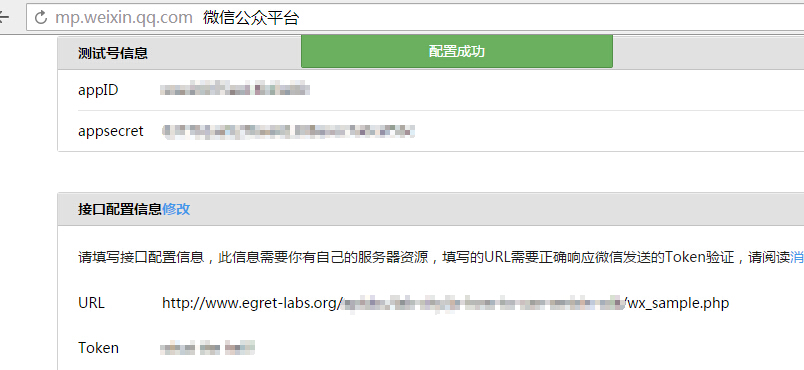 mp.weixin.qq.com 微信公众平台
测试号信息
配置成功
appID
appsecret
接口配置信息修改
请填写接口配置信息，此信息需要你有自己的服务器资源，填写的URL需要正确响应微信发送的Token验证，请阅读消
URL http://www.egret-labs.org/ /wx_sample.php
Token